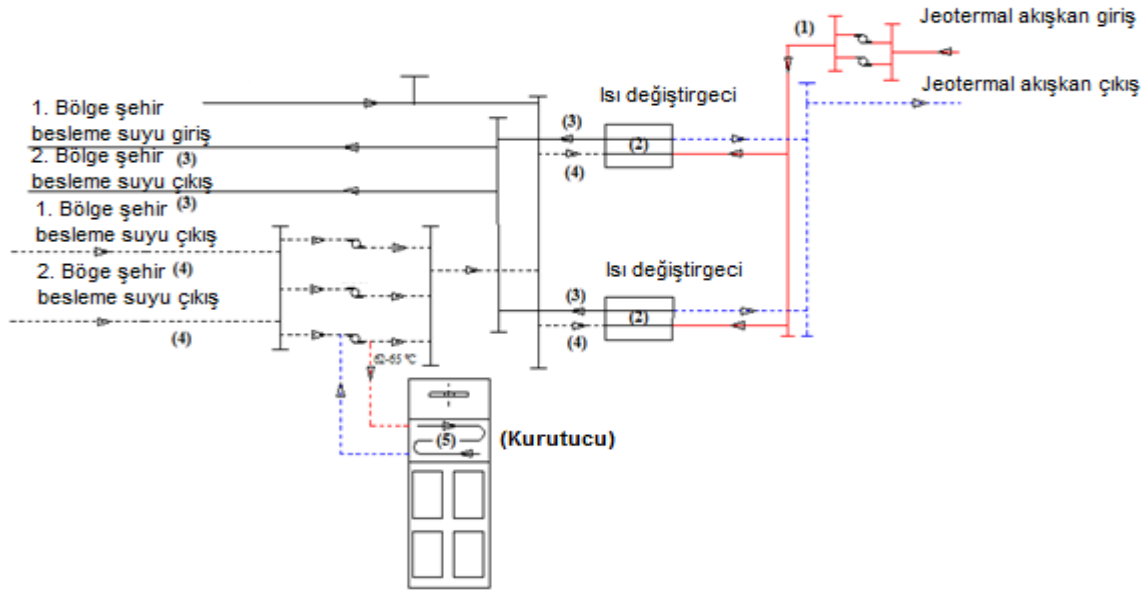 Jeotermal akışkan giriş
(1)
Jeotermal akışkan çıkış
Isı değiştirgeci
1. Bölge şehir
besleme suyu giriş
(3)
(2)
(4)
2. Bölge şehir (3)
besleme suyu çıkış
1. Bölge şehir (3)
besleme suyu çıkış
2. Böge şehir (4)
besleme suyu çıkış
Isı değiştirgeci
(3)
(2)
(4)
(4)
62-65 °C
(5)
(Kurutucu)